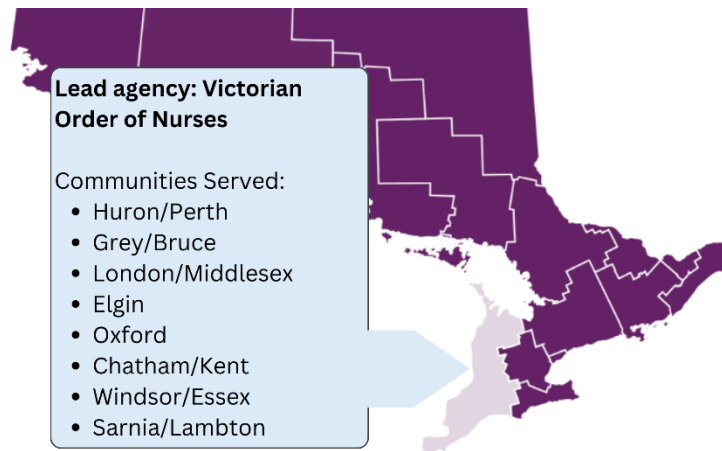 Lead agency: Victorian
Order of Nurses
Communities Served:
• Huron/Perth
• Grey/Bruce
• London/Middlesex
• Elgin
• Oxford
• Chatham/Kent
• Windsor/Essex
• Sarnia/Lambton